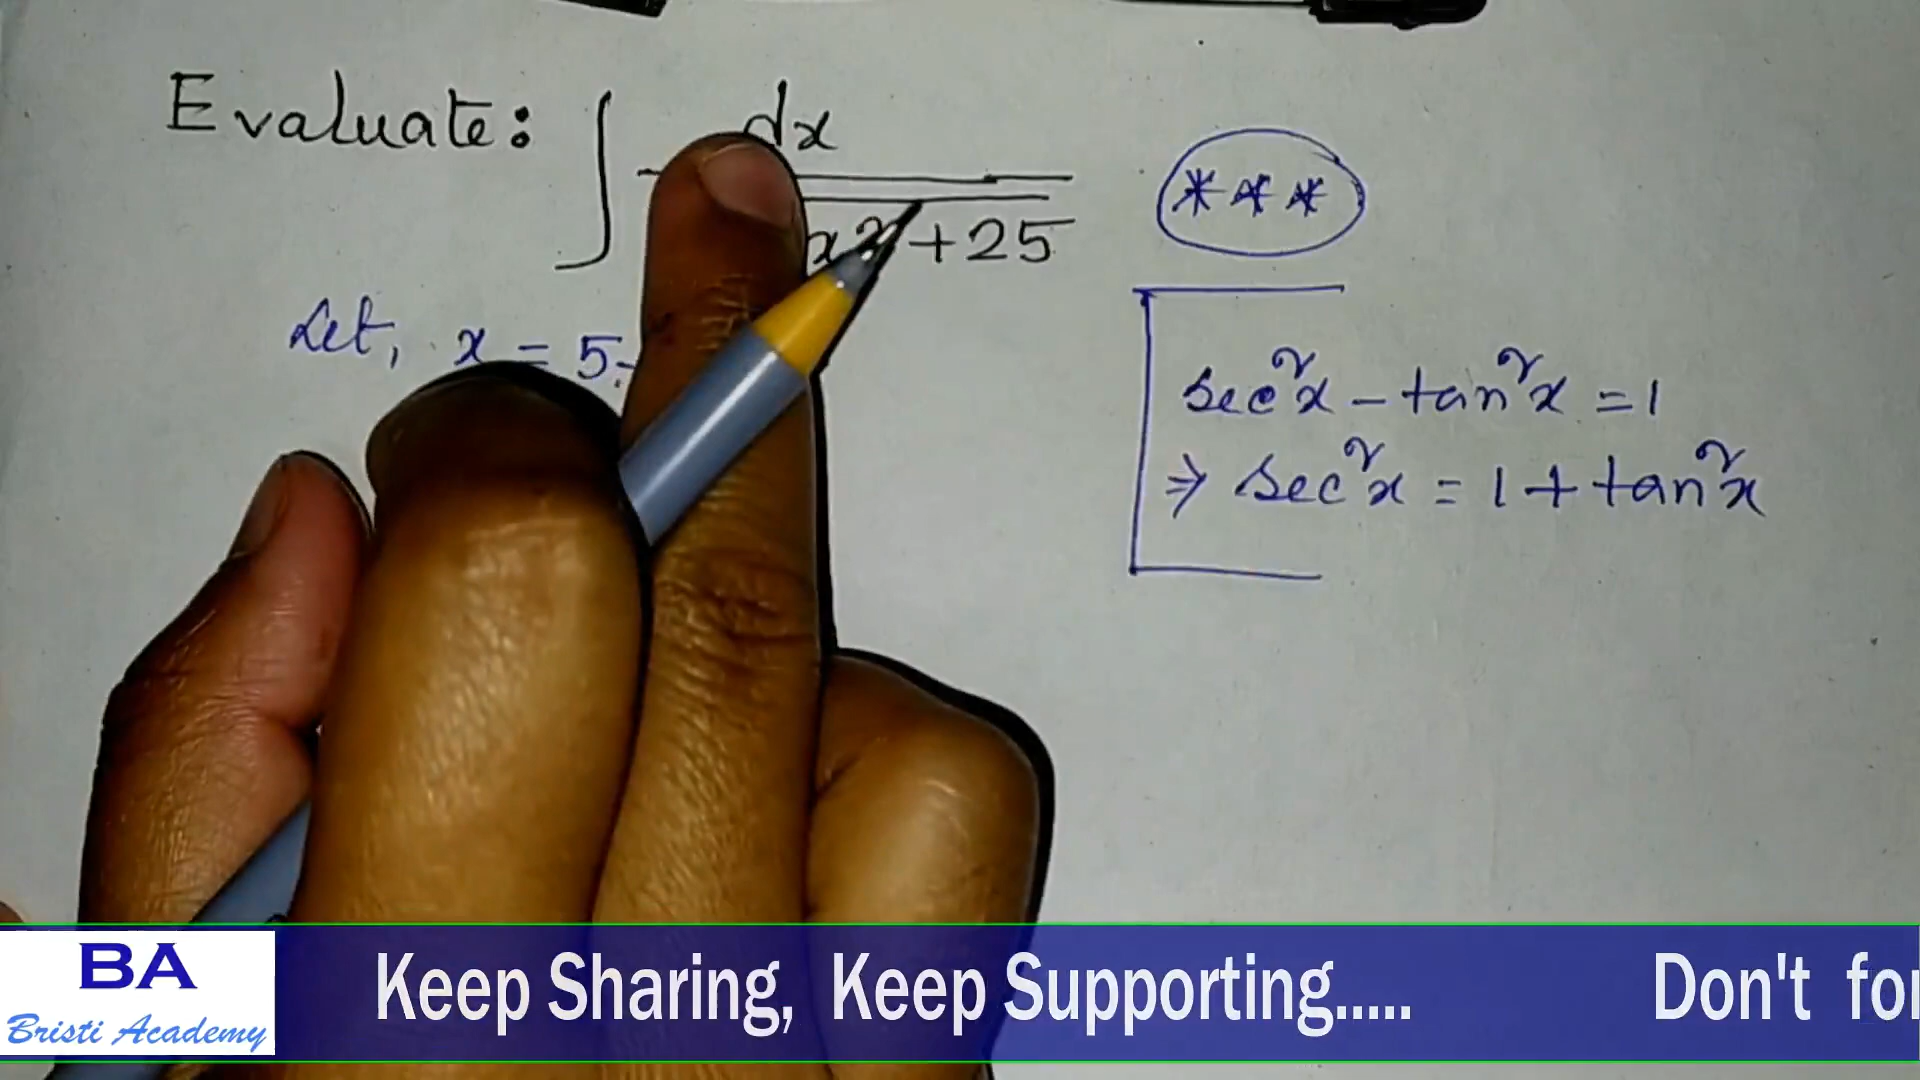 Evaluate: ∫ dx
x²+25
Let, x = 5
***
sec²x - tan²x = 1
⇒ sec²x = 1 + tan²x
BA
Bristi Academy
Keep Sharing, Keep Supporting..... Don't